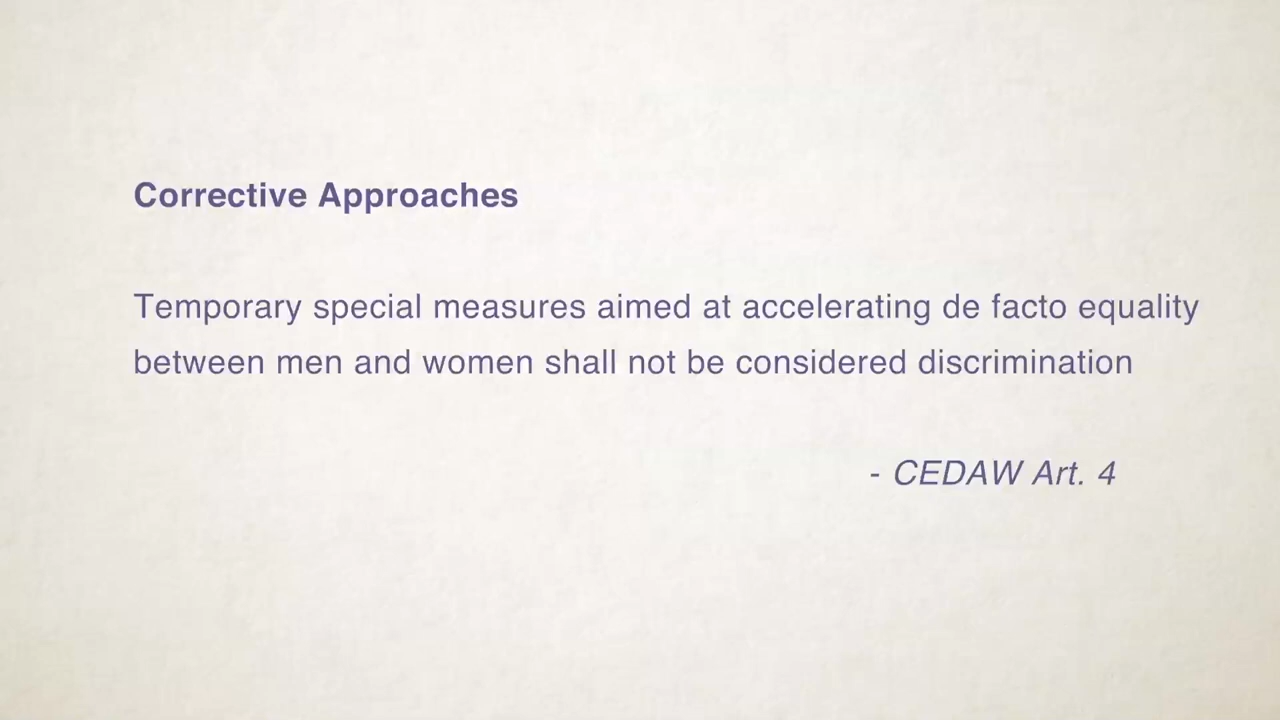 Corrective Approaches
Temporary special measures aimed at accelerating de facto equality
between men and women shall not be considered discrimination
- CEDAW Art. 4